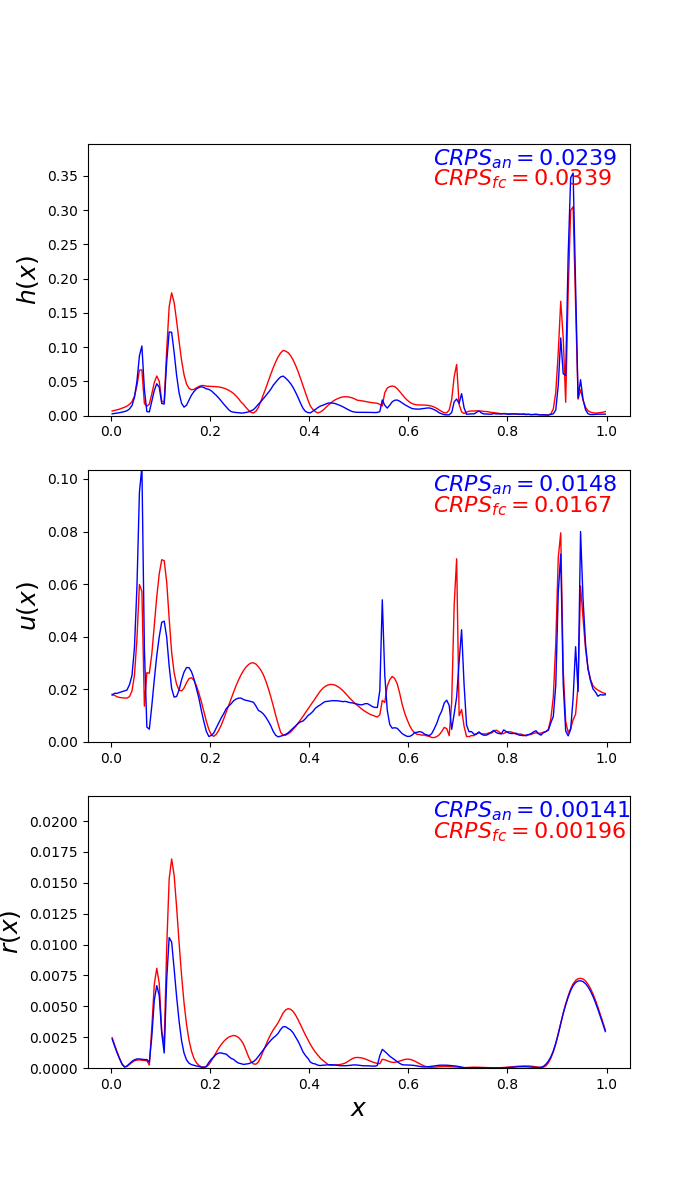 CRPS_an = 0.0239
CRPS_fc = 0.0339
0.35
0.30
0.25
0.20
0.15
0.10
0.05
0.00
h(x)
0.0 0.2 0.4 0.6 0.8 1.0
CRPS_an = 0.0148
CRPS_fc = 0.0167
0.10
0.08
0.06
0.04
0.02
0.00
u(x)
0.0 0.2 0.4 0.6 0.8 1.0
CRPS_an = 0.00141
CRPS_fc = 0.00196
0.0200
0.0175
0.0150
0.0125
0.0100
0.0075
0.0050
0.0025
0.0000
r(x)
0.0 0.2 0.4 0.6 0.8 1.0
x